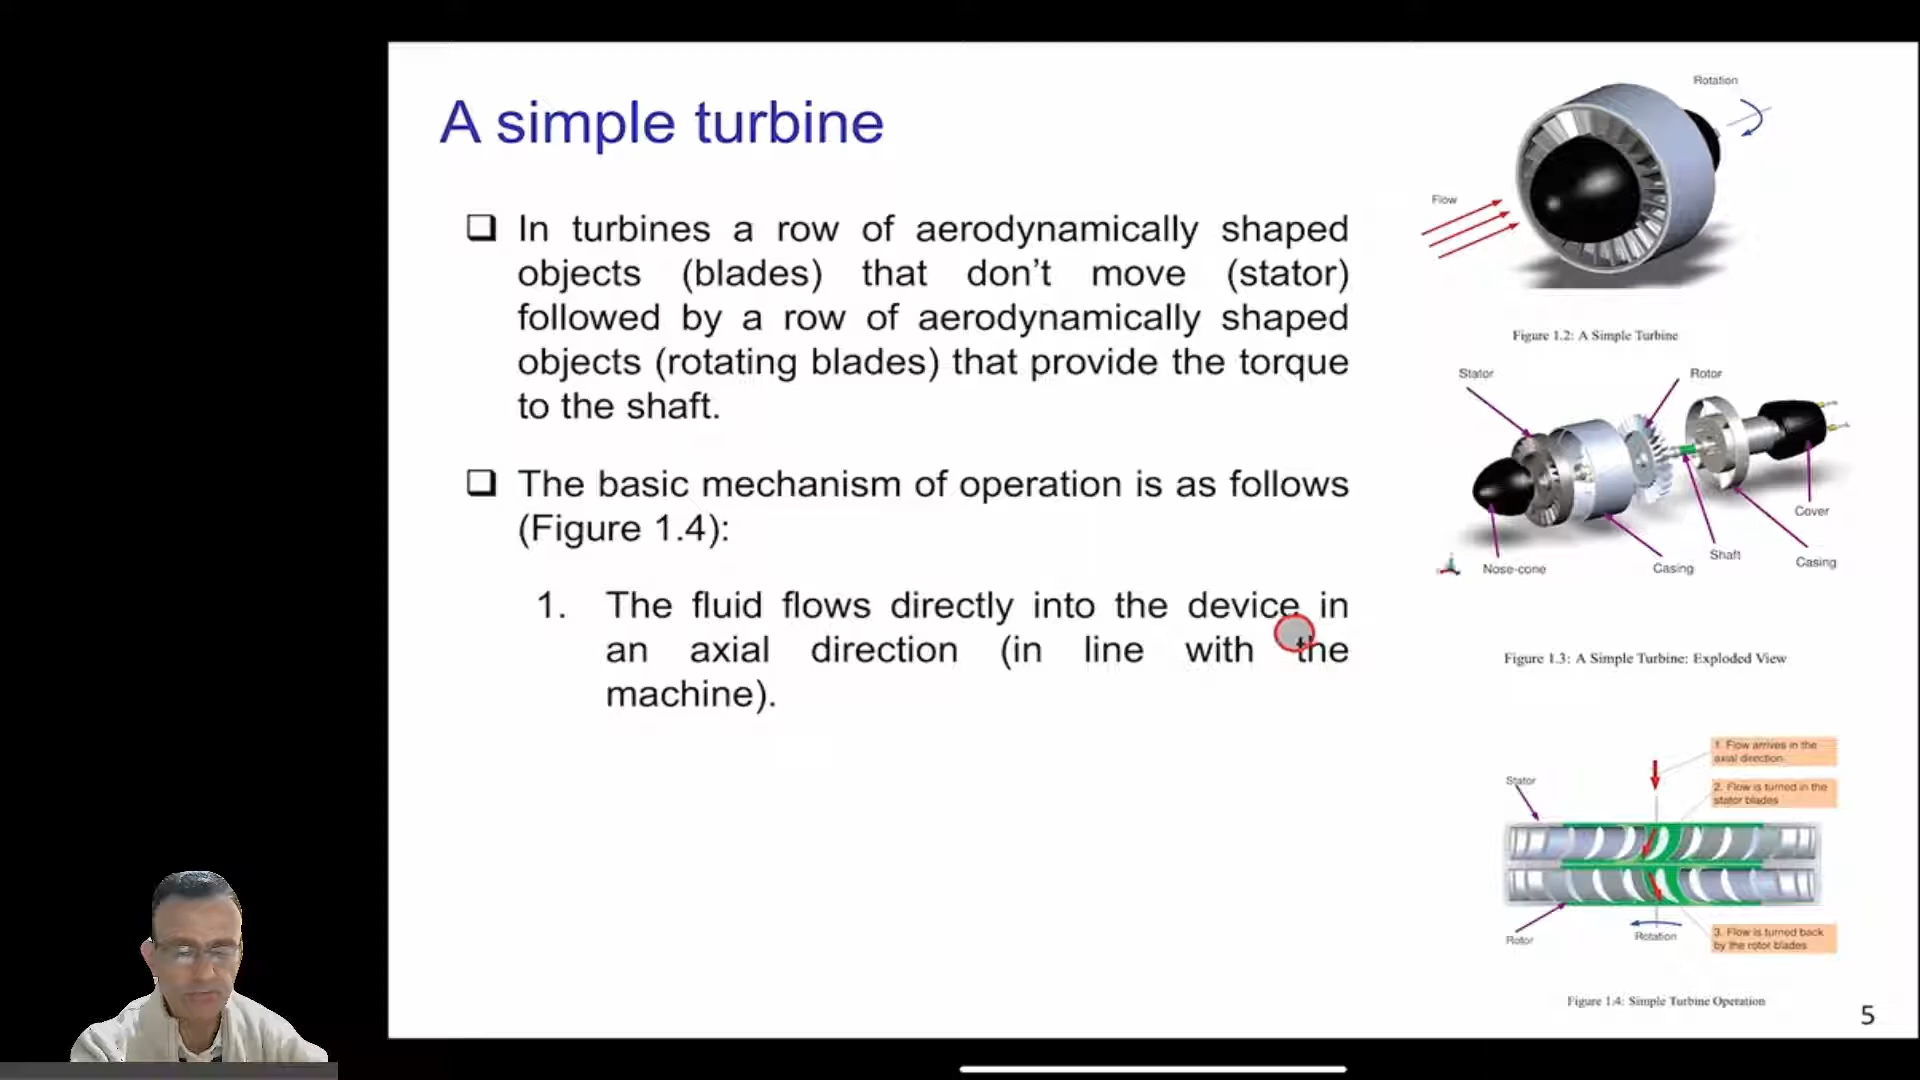 A simple turbine
In turbines a row of aerodynamically shaped
objects (blades) that don't move (stator)
followed by a row of aerodynamically shaped
objects (rotating blades) that provide the torque
to the shaft.
The basic mechanism of operation is as follows
(Figure 1.4):
1. The fluid flows directly into the device in
an axial direction (in line with the
machine).
Rotation
Flow
Figure 1.2: A Simple Turbine
Stator
Rotor
Cover
Shaft
Casing
Casing
Nose-cone
Figure 1.3: A Simple Turbine: Exploded View
1. Flow arrives in the
axial direction
Stator
2. Flow is turned in the
stator blades
Rotor
Rotation
3. Flow is turned back
by the rotor blades
Figure 1.4: Simple Turbine Operation
5